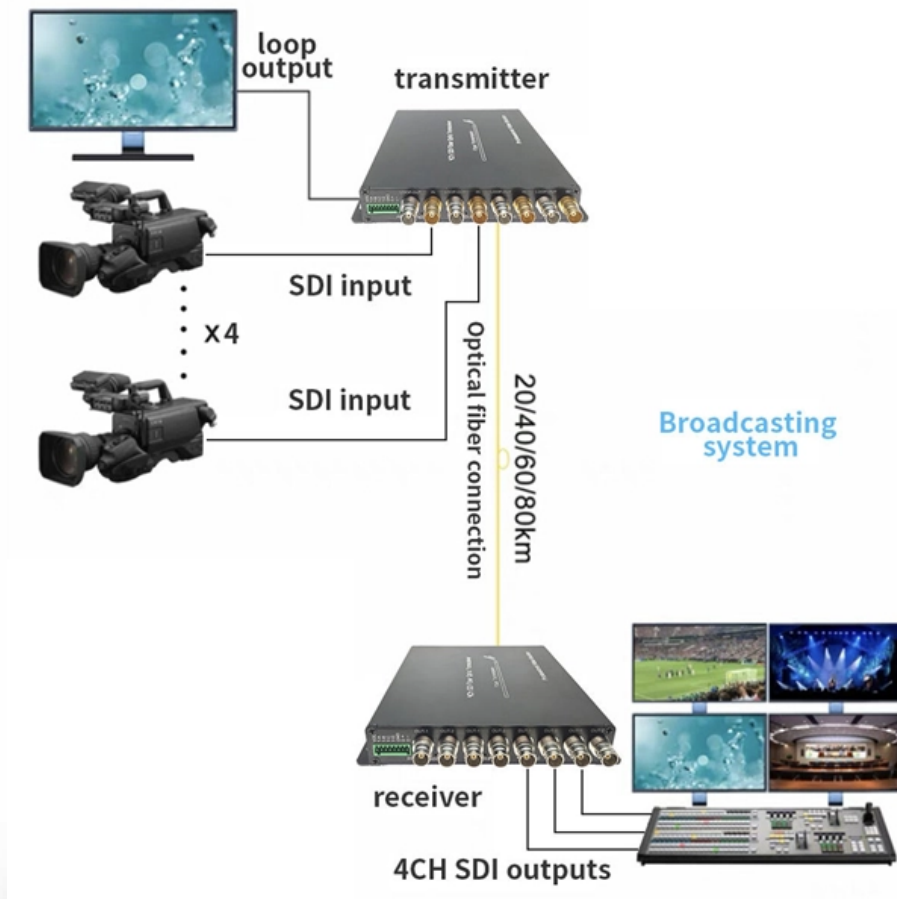 loop
output
transmitter
SDI input
x4
SDI input
Optical fiber connection
20/40/60/80km
Broadcasting
system
receiver
4CH SDI outputs